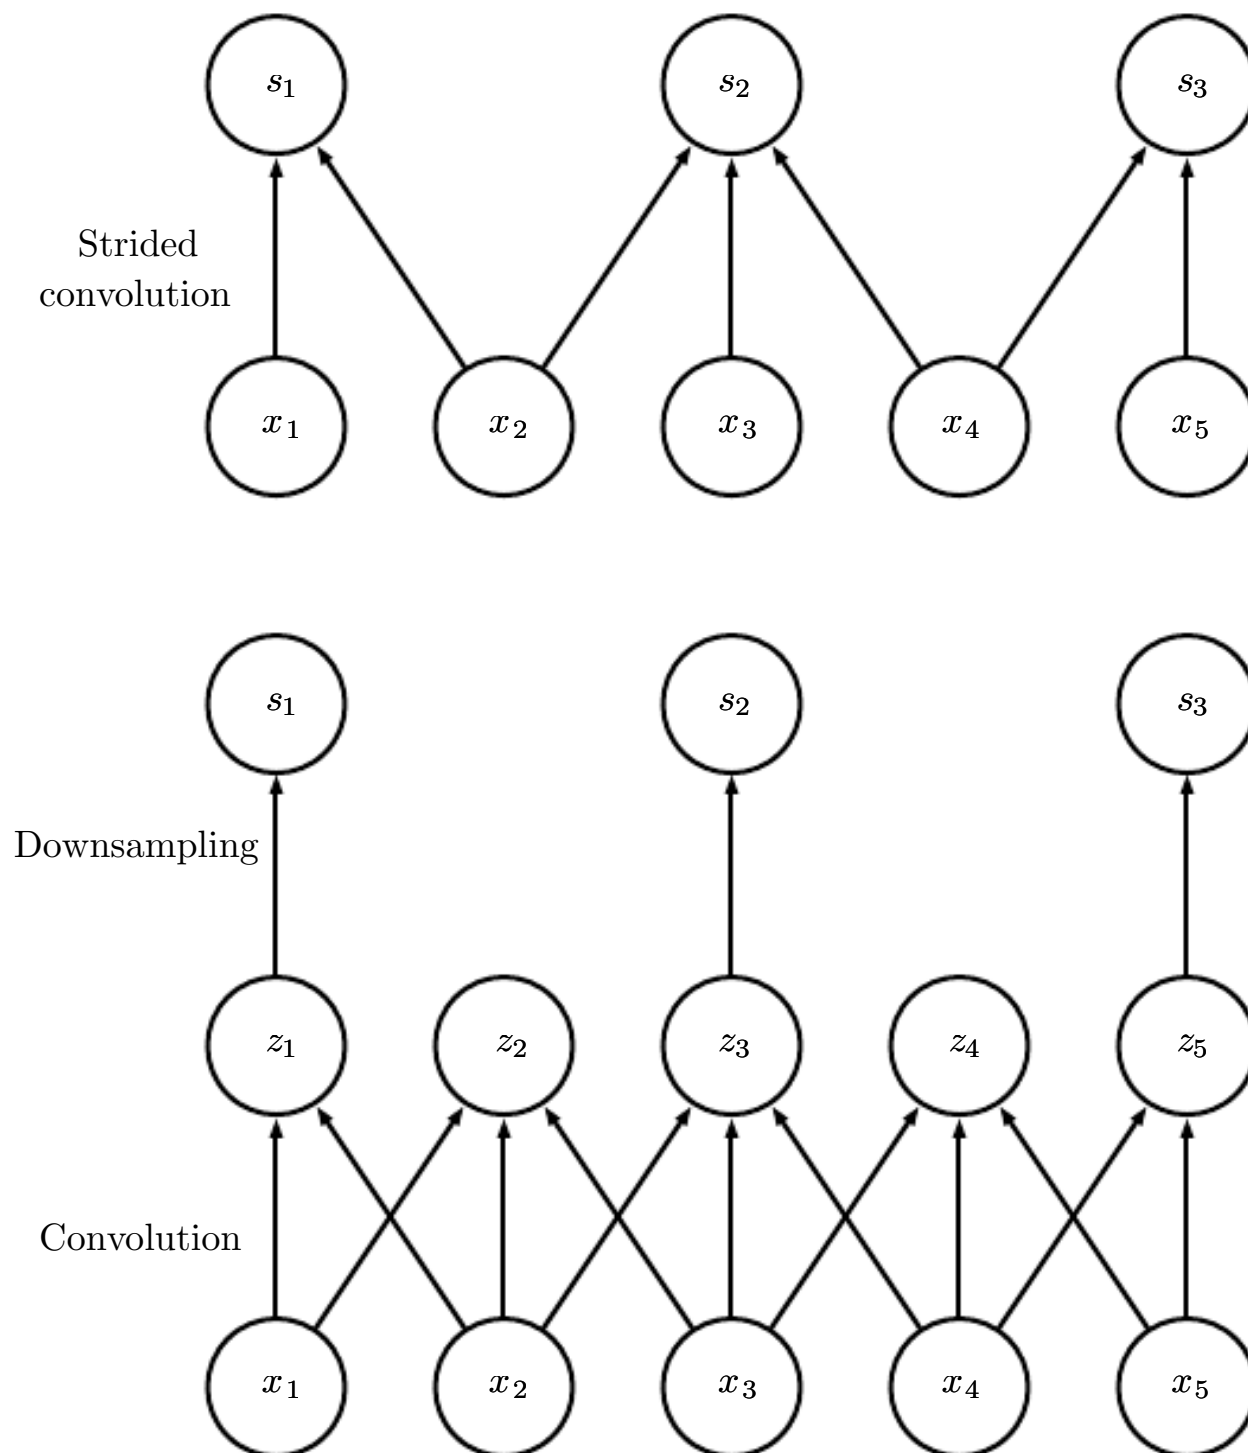 s₁ s₂ s₃
Strided
convolution
x₁ x₂ x₃ x₄ x₅
s₁ s₂ s₃
Downsampling
z₁ z₂ z₃ z₄ z₅
Convolution
x₁ x₂ x₃ x₄ x₅